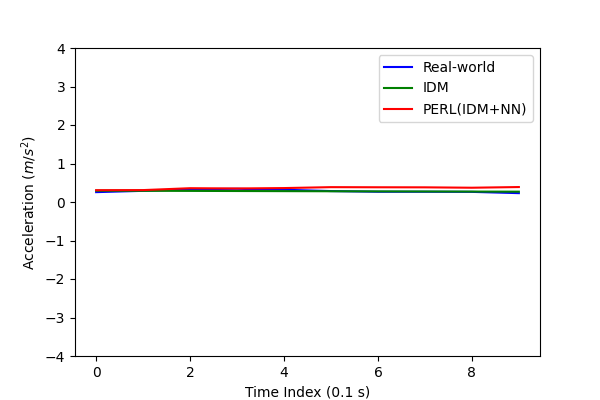 Real-world
IDM
PERL(IDM+NN)
Acceleration (m/s²)
4
3
2
1
0
−1
−2
−3
−4
0
2
4
6
8
Time Index (0.1 s)